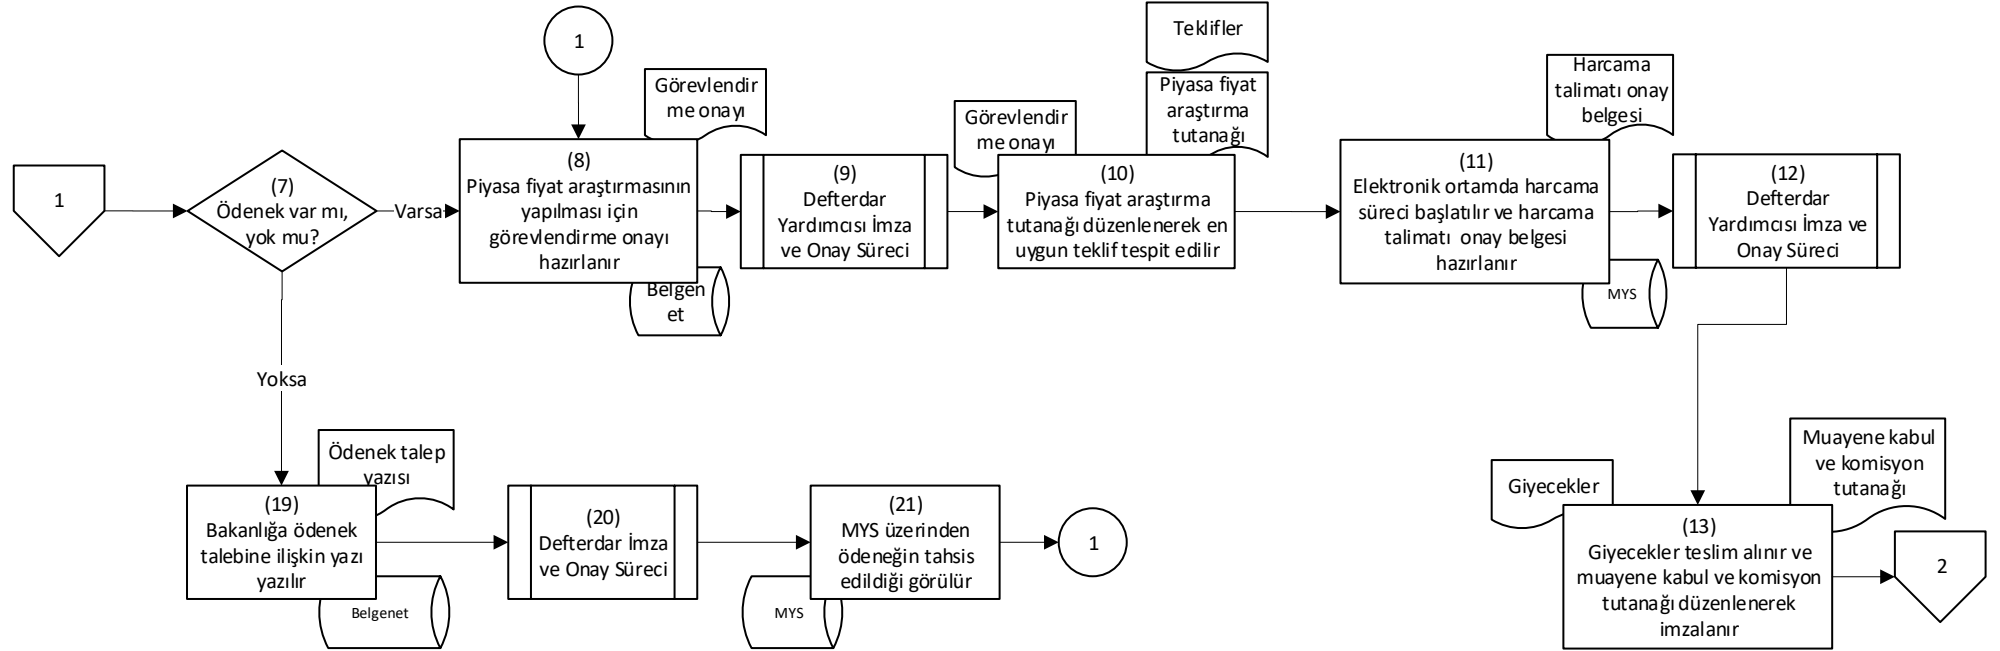 1
Teklifler
Görevlendir
me onayı
Piyasa fiyat
araştırma
tutanağı
Harcama
talimatı onay
belgesi
Görevlendir
me onayı
1
(7)
Ödenek var mı,
yok mu?
Varsa
(8)
Piyasa fiyat araştırmasının
yapılması için
görevlendirme onayı
hazırlanır
Belgen
et
(9)
Defterdar
Yardımcısı İmza
ve Onay Süreci
(10)
Piyasa fiyat araştırma
tutanağı düzenlenerek en
uygun teklif tespit edilir
(11)
Elektronik ortamda harcama
süreci başlatılır ve harcama
talimatı  onay belgesi
hazırlanır
MYS
(12)
Defterdar
Yardımcısı İmza ve
Onay Süreci
Yoksa
Ödenek talep
yazısı
(19)
Bakanlığa ödenek
talebine ilişkin yazı
yazılır
Belgenet
(20)
Defterdar İmza
ve Onay Süreci
(21)
MYS üzerinden
ödeneğin tahsis
edildiği görülür
MYS
1
Giyecekler
Muayene kabul
ve komisyon
tutanağı
(13)
Giyecekler teslim alınır ve
muayene kabul ve komisyon
tutanağı düzenlenerek
imzalanır
2